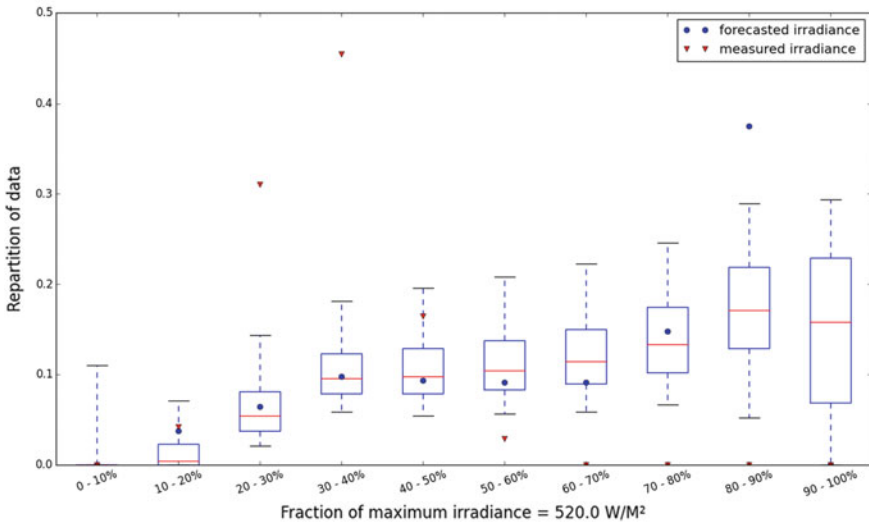 0.5
0.4
0.3
0.2
0.1
0.0
Repartition of data
forecasted irradiance
measured irradiance
0 - 10%
10 - 20%
20 - 30%
30 - 40%
40 - 50%
50 - 60%
60 - 70%
70 - 80%
80 - 90%
90 - 100%
Fraction of maximum irradiance = 520.0 W/M²